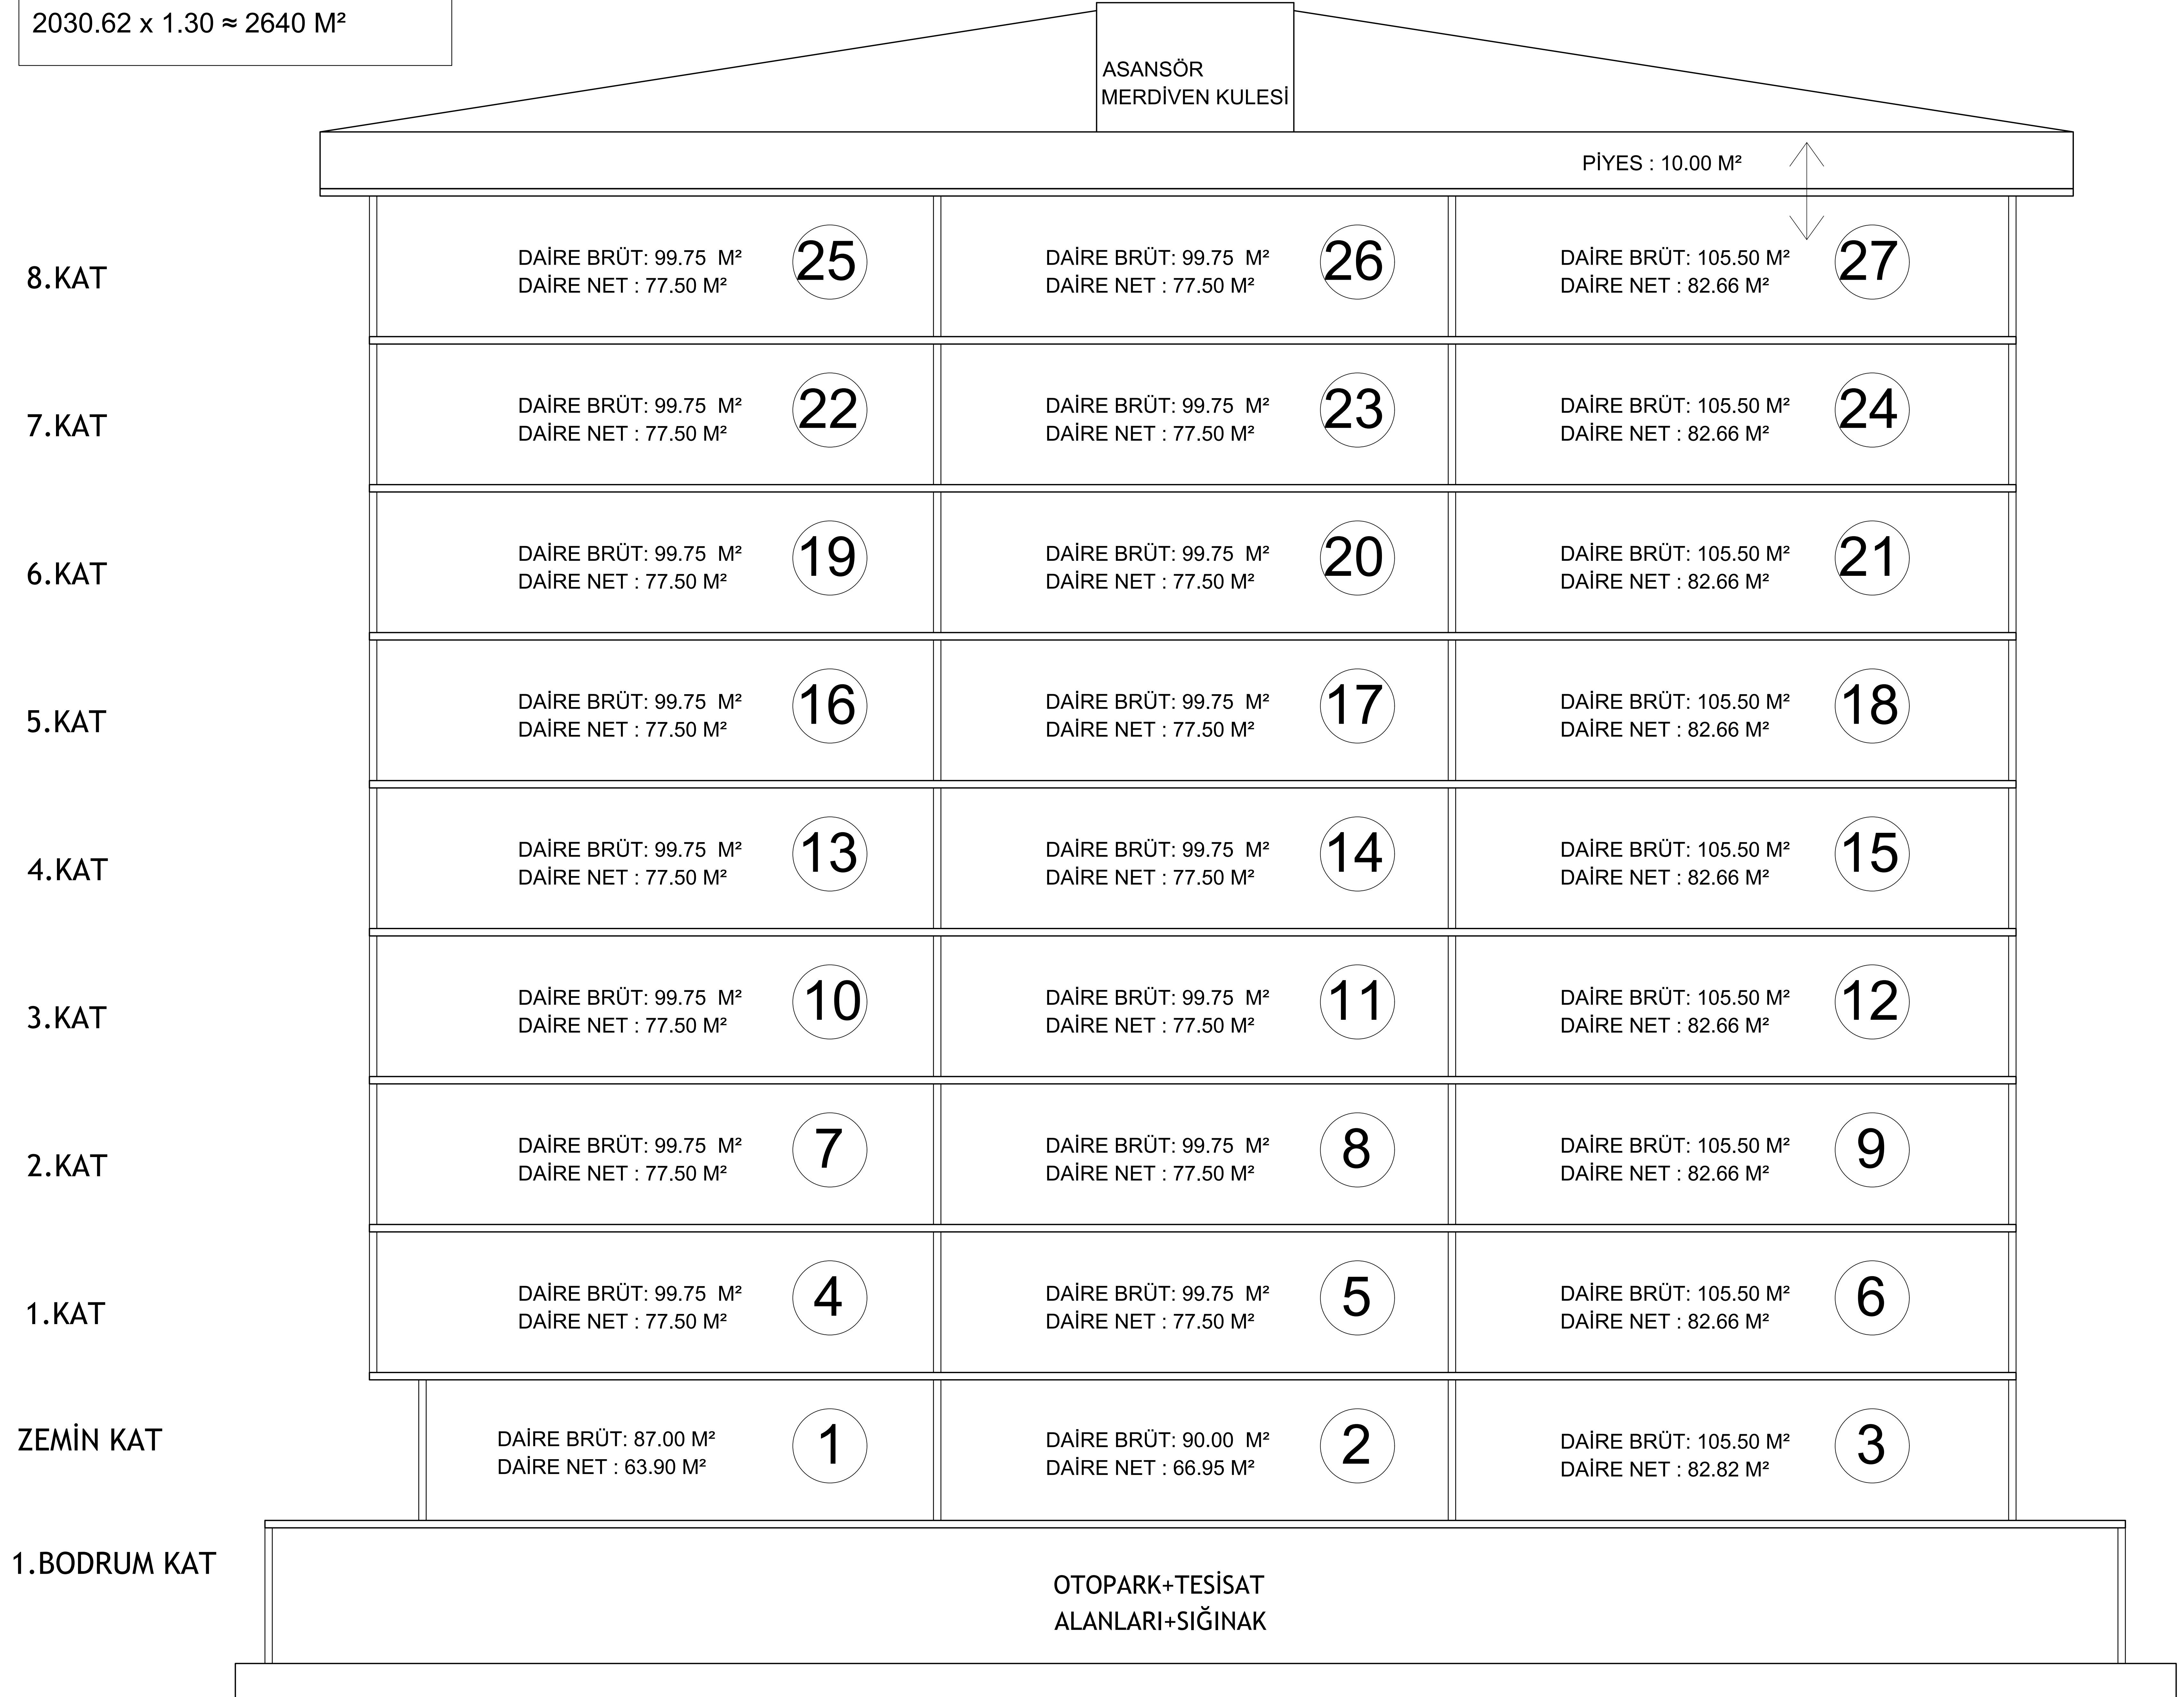 2030.62 x 1.30 ≈ 2640 M²
ASANSÖR
MERDİVEN KULESİ
PİYES : 10.00 M²
8.KAT
DAİRE BRÜT: 99.75 M²
DAİRE NET : 77.50 M²
25
DAİRE BRÜT: 99.75 M²
DAİRE NET : 77.50 M²
26
DAİRE BRÜT: 105.50 M²
DAİRE NET : 82.66 M²
27
7.KAT
DAİRE BRÜT: 99.75 M²
DAİRE NET : 77.50 M²
22
DAİRE BRÜT: 99.75 M²
DAİRE NET : 77.50 M²
23
DAİRE BRÜT: 105.50 M²
DAİRE NET : 82.66 M²
24
6.KAT
DAİRE BRÜT: 99.75 M²
DAİRE NET : 77.50 M²
19
DAİRE BRÜT: 99.75 M²
DAİRE NET : 77.50 M²
20
DAİRE BRÜT: 105.50 M²
DAİRE NET : 82.66 M²
21
5.KAT
DAİRE BRÜT: 99.75 M²
DAİRE NET : 77.50 M²
16
DAİRE BRÜT: 99.75 M²
DAİRE NET : 77.50 M²
17
DAİRE BRÜT: 105.50 M²
DAİRE NET : 82.66 M²
18
4.KAT
DAİRE BRÜT: 99.75 M²
DAİRE NET : 77.50 M²
13
DAİRE BRÜT: 99.75 M²
DAİRE NET : 77.50 M²
14
DAİRE BRÜT: 105.50 M²
DAİRE NET : 82.66 M²
15
3.KAT
DAİRE BRÜT: 99.75 M²
DAİRE NET : 77.50 M²
10
DAİRE BRÜT: 99.75 M²
DAİRE NET : 77.50 M²
11
DAİRE BRÜT: 105.50 M²
DAİRE NET : 82.66 M²
12
2.KAT
DAİRE BRÜT: 99.75 M²
DAİRE NET : 77.50 M²
7
DAİRE BRÜT: 99.75 M²
DAİRE NET : 77.50 M²
8
DAİRE BRÜT: 105.50 M²
DAİRE NET : 82.66 M²
9
1.KAT
DAİRE BRÜT: 99.75 M²
DAİRE NET : 77.50 M²
4
DAİRE BRÜT: 99.75 M²
DAİRE NET : 77.50 M²
5
DAİRE BRÜT: 105.50 M²
DAİRE NET : 82.66 M²
6
ZEMİN KAT
DAİRE BRÜT: 87.00 M²
DAİRE NET : 63.90 M²
1
DAİRE BRÜT: 90.00 M²
DAİRE NET : 66.95 M²
2
DAİRE BRÜT: 105.50 M²
DAİRE NET : 82.82 M²
3
1.BODRUM KAT
OTOPARK+TESİSAT
ALANLARI+SIĞINAK